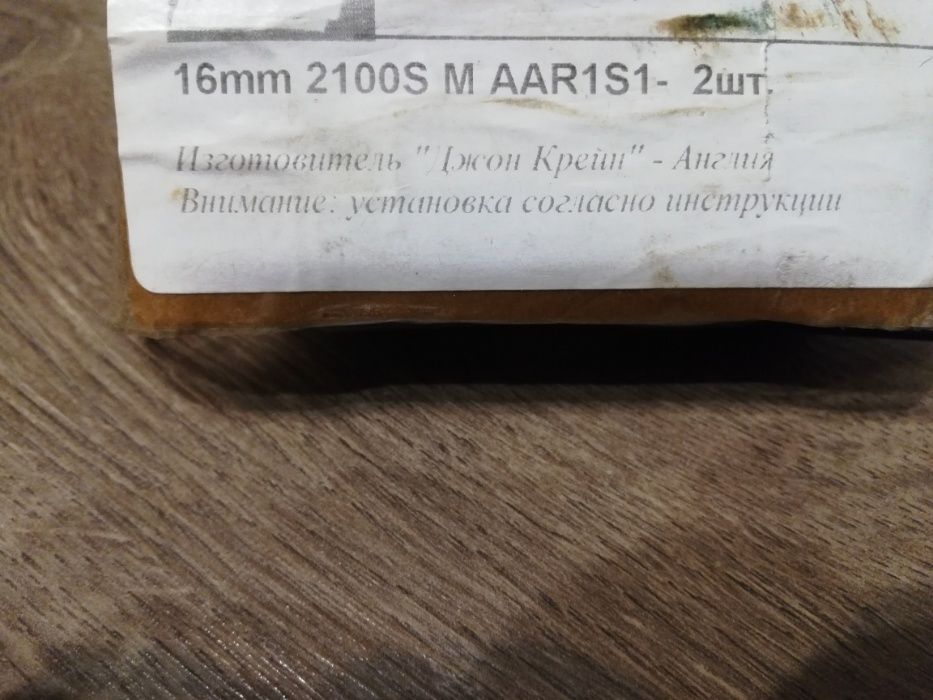 16mm 2100S M AAR1S1- 2шт.
Изготовитель "Джон Крейн" - Англия
Внимание: установка согласно инструкции